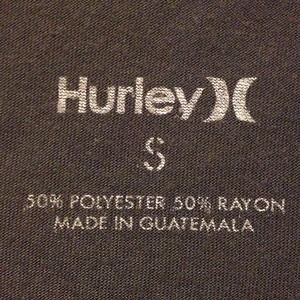 Hurley
S
50% POLYESTER 50% RAYON
MADE IN GUATEMALA